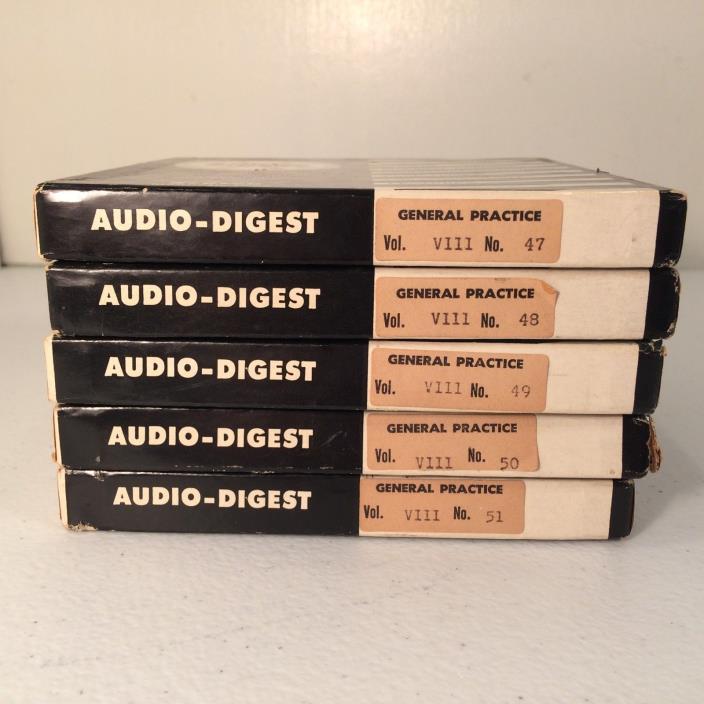 AUDIO-DIGEST
GENERAL PRACTICE
Vol. VIII No. 47
AUDIO-DIGEST
GENERAL PRACTICE
Vol. VIII No. 48
AUDIO-DIGEST
GENERAL PRACTICE
Vol. VIII No. 49
AUDIO-DIGEST
GENERAL PRACTICE
Vol. VIII No. 50
AUDIO-DIGEST
GENERAL PRACTICE
Vol. VIII No. 51